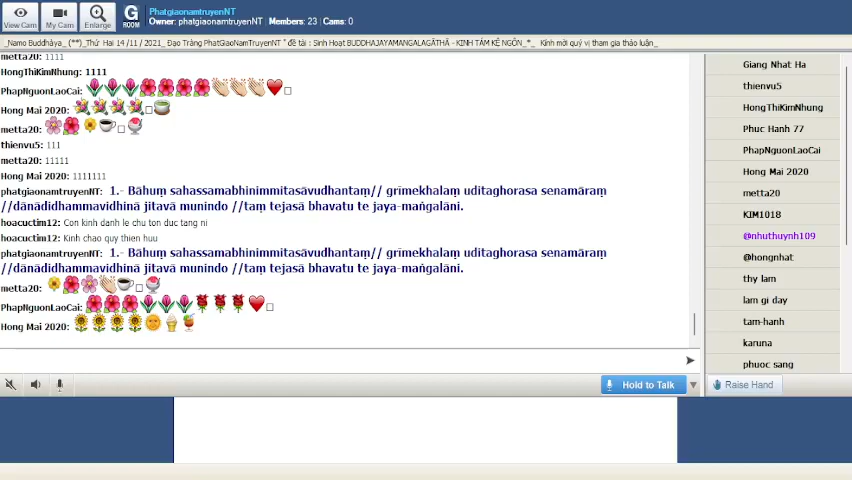 View Cam
My Cam
Enlarge
G
ROOM
PhatgiaonamtruyenNT
Owner: phatgiaonamtruyenNT | Members: 23 | Cams: 0
_Namo Buddhàya_ (**)_Thứ Hai 14 /11 / 2021_ Đạo Tràng PhatGiaoNamTruyenNT " đề tài : Sinh Hoạt BUDDHAJAYAMANGALAGĀTHĀ - KINH TÁM KỆ NGÔN_*_ Kính mời quý vị tham gia thảo luận_
metta20: 1111
HongThiKimNhung: 1111
PhapNguonLaoCai:
Hong Mai 2020:
metta20:
thienvu5: 111
metta20: 11111
Hong Mai 2020: 1111111
phatgiaonamtruyenNT: 1.- Bāhuṃ sahassamabhinimmitasāvudhantaṃ// grīmekhalaṃ uditaghorasa senamāraṃ
//dānādidhammavidhinā jitavā munindo //taṃ tejasā bhavatu te jaya-maṅgalāni.
hoacuctim12: Con kinh danh le chu ton duc tang ni
hoacuctim12: Kinh chao quy thien huu
phatgiaonamtruyenNT: 1.- Bāhuṃ sahassamabhinimmitasāvudhantaṃ// grīmekhalaṃ uditaghorasa senamāraṃ
//dānādidhammavidhinā jitavā munindo //taṃ tejasā bhavatu te jaya-maṅgalāni.
metta20:
PhapNguonLaoCai:
Hong Mai 2020:
Hold to Talk
Giang Nhat Ha
thienvu5
HongThiKimNhung
Phuc Hanh 77
PhapNguonLaoCai
Hong Mai 2020
metta20
KIM1018
@nhuthuynh109
@hongnhat
thy lam
lam gi day
tam-hanh
karuna
phuoc sang
Raise Hand